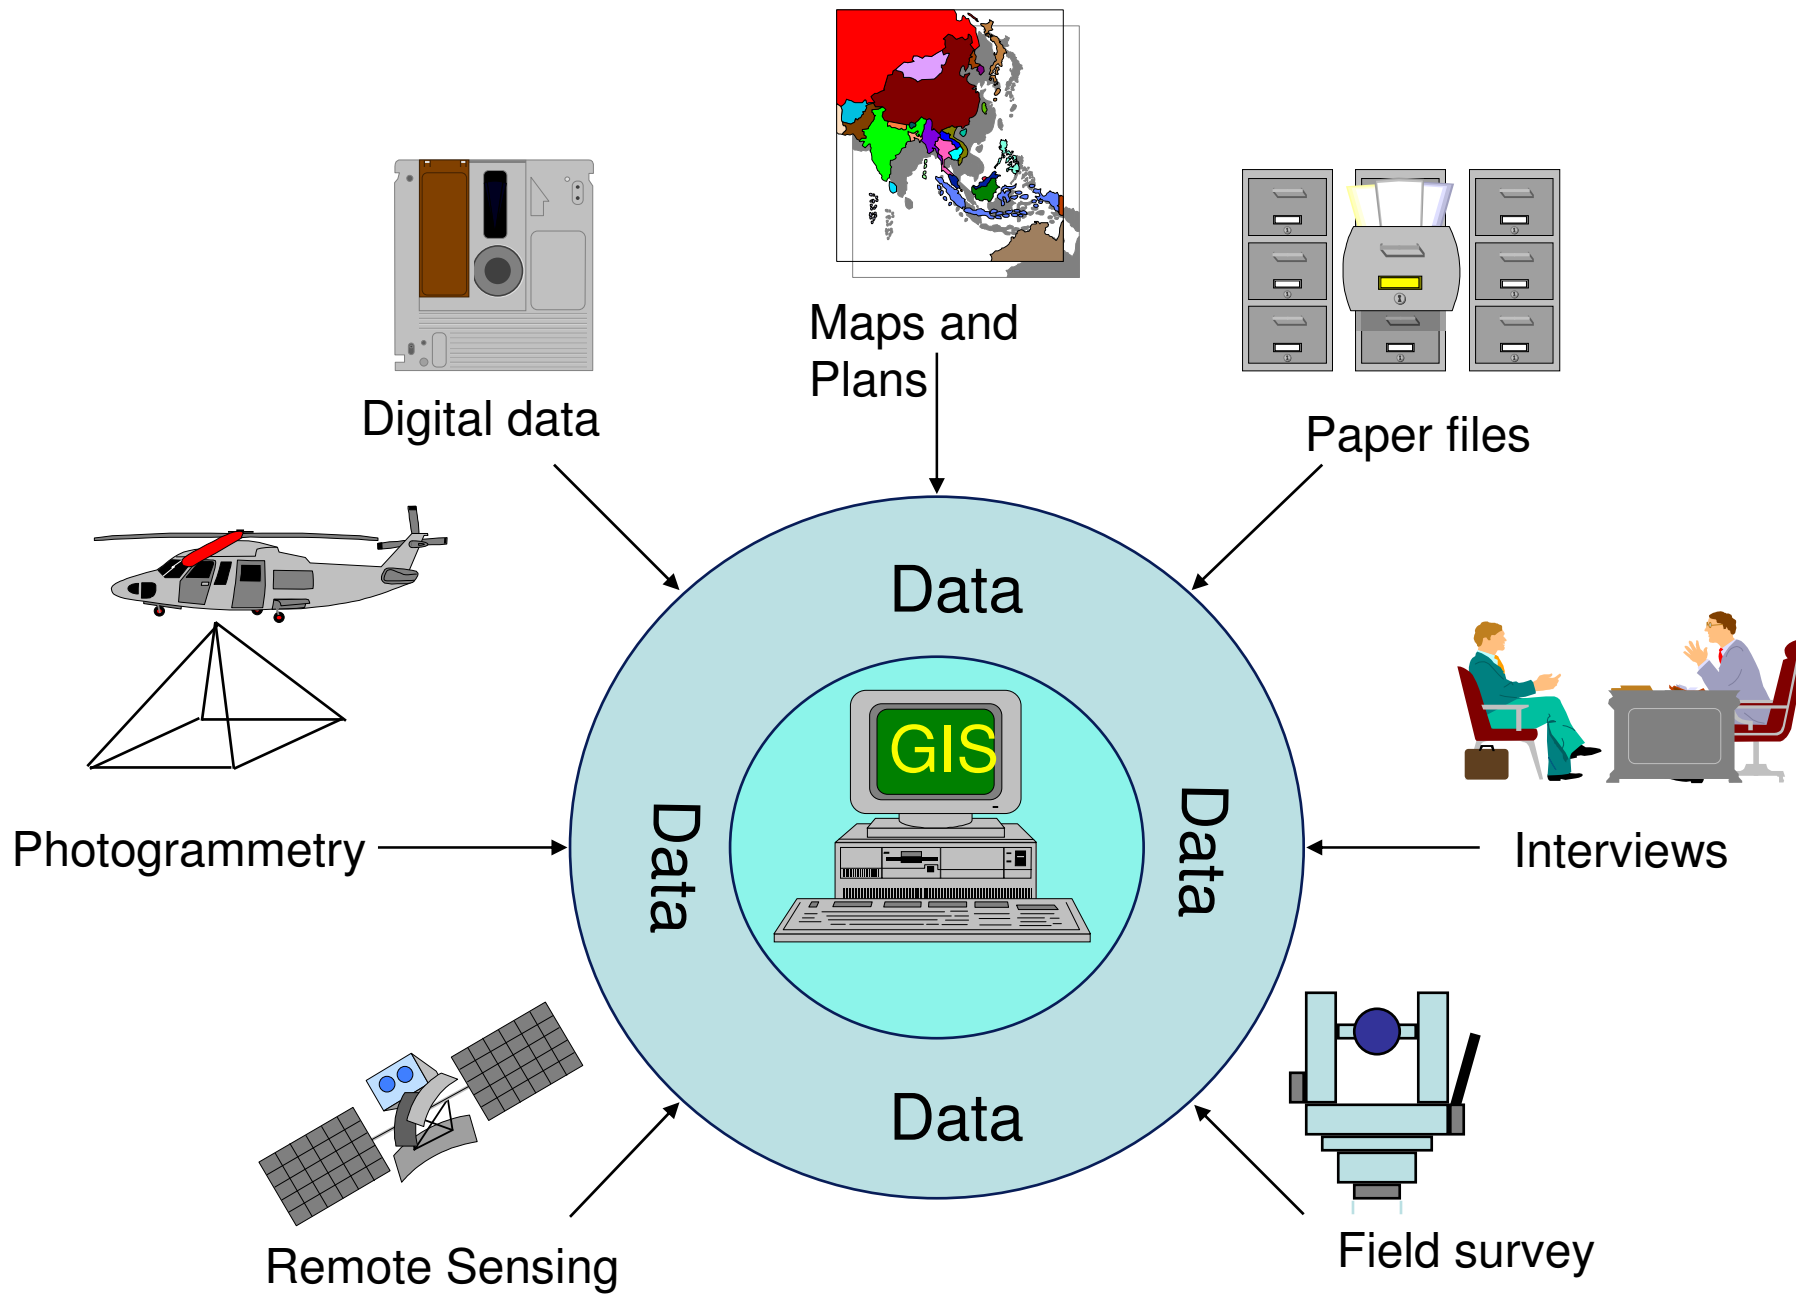 Maps and
Plans
Digital data
Paper files
Data
GIS
Data
Data
Photogrammetry
Interviews
Data
Remote Sensing
Field survey